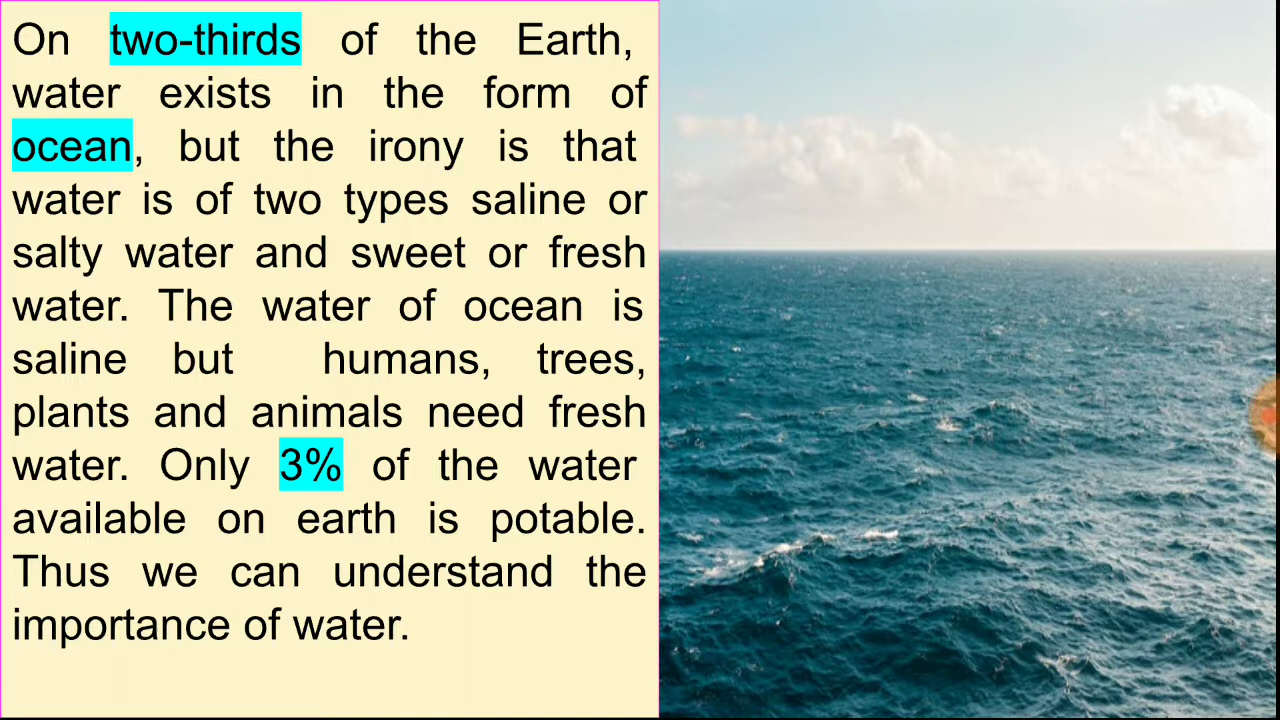 On two-thirds of the Earth,
water exists in the form of
ocean, but the irony is that
water is of two types saline or
salty water and sweet or fresh
water. The water of ocean is
saline but humans, trees,
plants and animals need fresh
water. Only 3% of the water
available on earth is potable.
Thus we can understand the
importance of water.